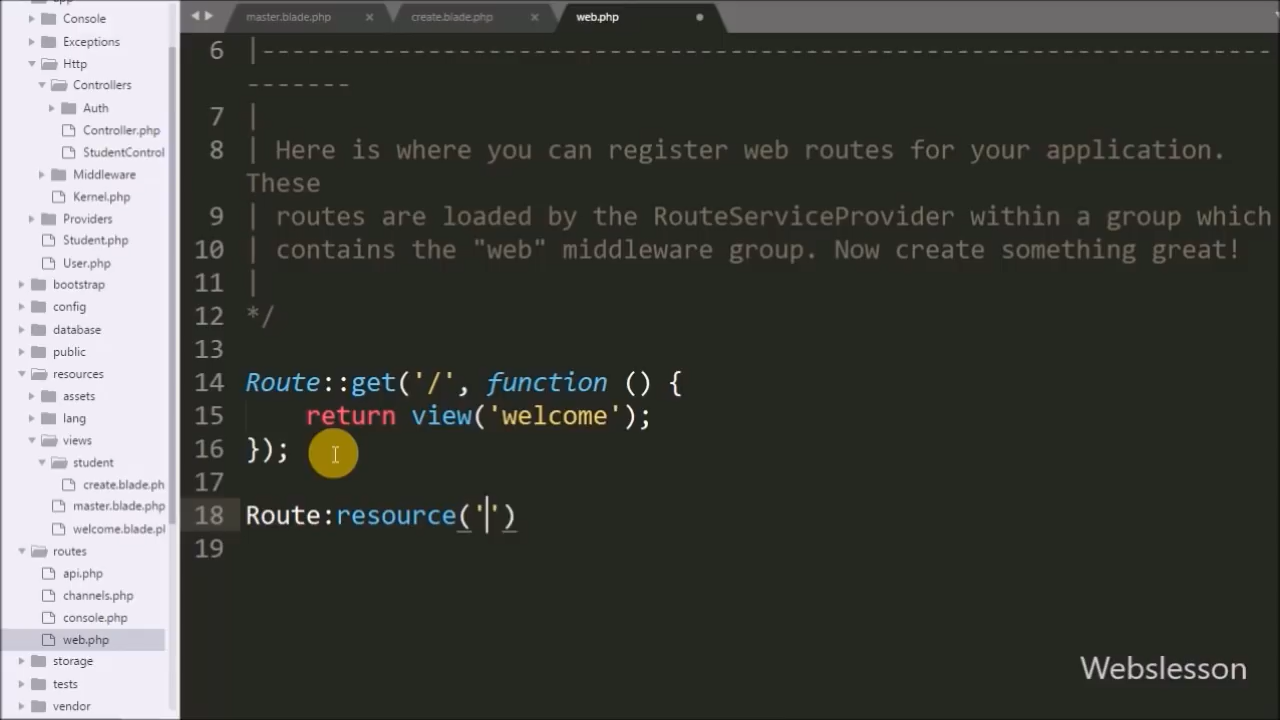 app
Console
Exceptions
Http
Controllers
Auth
Controller.php
StudentControl
Middleware
Kernel.php
Providers
Student.php
User.php
bootstrap
config
database
public
resources
assets
lang
views
student
create.blade.ph
master.blade.php
welcome.blade.pl
routes
api.php
channels.php
console.php
web.php
storage
tests
vendor
master.blade.php × create.blade.php × web.php
6 |--------------------------------------------------------------------------
7 |
8 | Here is where you can register web routes for your application.
These
9 | routes are loaded by the RouteServiceProvider within a group which
10 | contains the "web" middleware group. Now create something great!
11 |
12 */
13
14 Route::get('/', function () {
15 return view('welcome');
16 });
17
18 Route:resource('')
19
Webslesson